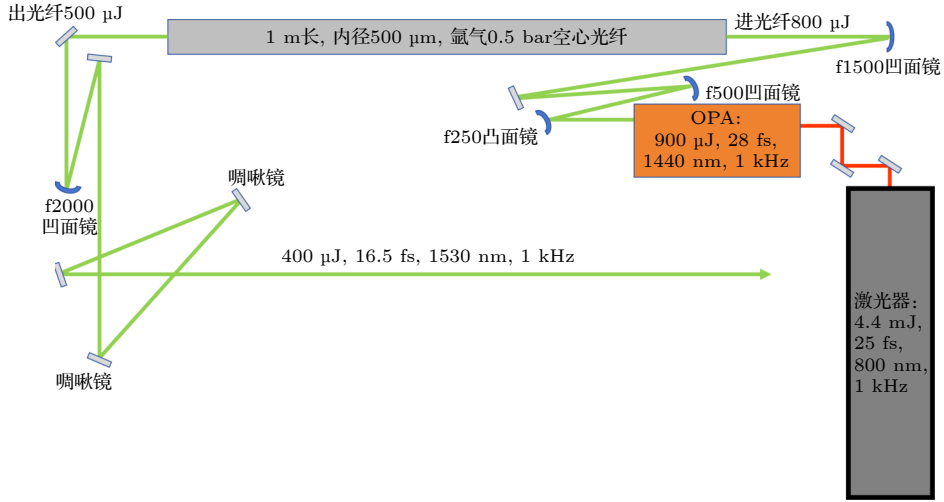 出光纤500 µJ
1 m长, 内径500 µm, 氩气0.5 bar空心光纤
进光纤800 µJ
f1500凹面镜
f500凹面镜
f250凸面镜
OPA:
900 µJ, 28 fs,
1440 nm, 1 kHz
啁啾镜
f2000
凹面镜
400 µJ, 16.5 fs, 1530 nm, 1 kHz
激光器:
4.4 mJ,
25 fs,
800 nm,
1 kHz
啁啾镜